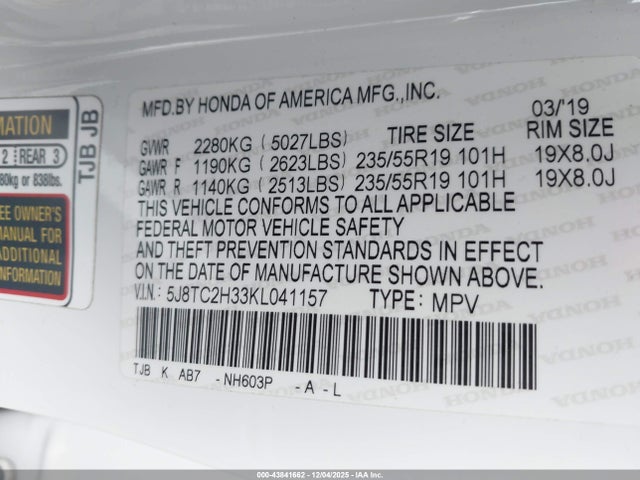 MATION
2 REAR 3
80kg or 838lbs.
EE OWNER'S
MANUAL FOR
ADDITIONAL
INFORMATION
TJB JB
MFD.BY HONDA OF AMERICA MFG.,INC.
03/'19
GVWR 2280KG (5027LBS) TIRE SIZE RIM SIZE
GAWR F 1190KG (2623LBS) 235/55R19 101H 19X8.0J
GAWR R 1140KG (2513LBS) 235/55R19 101H 19X8.0J
THIS VEHICLE CONFORMS TO ALL APPLICABLE
FEDERAL MOTOR VEHICLE SAFETY
AND THEFT PREVENTION STANDARDS IN EFFECT
ON THE DATE OF MANUFACTURE SHOWN ABOVE.
V.I.N.: 5J8TC2H33KL041157 TYPE: MPV
TJB K AB7 -NH603P -A -L
HONDA HONDA HONDA
000-43841662 - 12/04/2025 - IAA Inc.